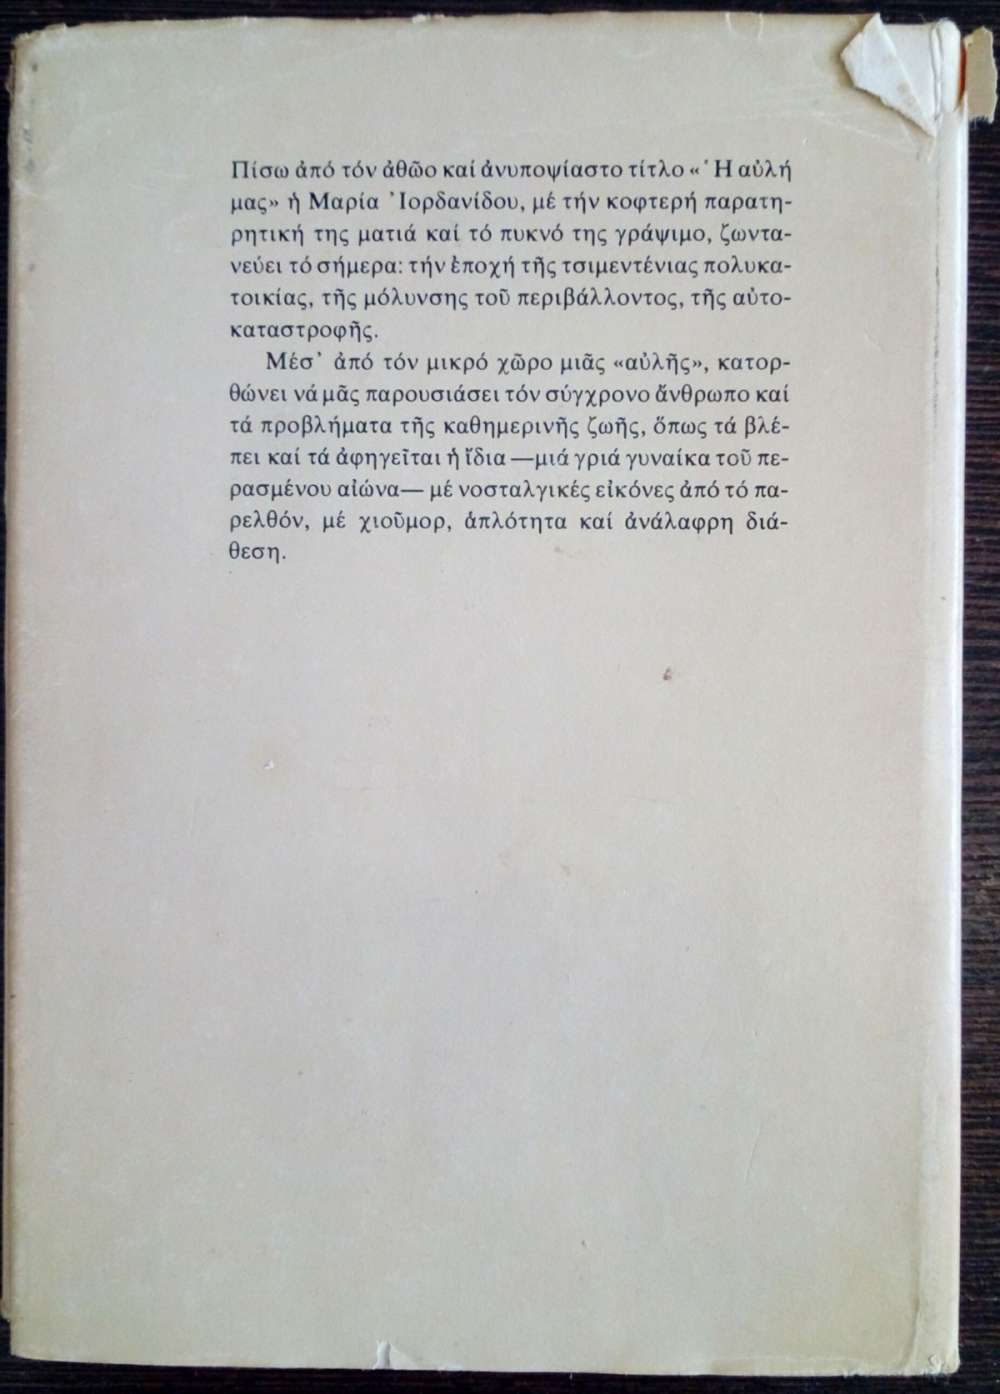 Πίσω ἀπό τόν ἀθῶο καί ἀνυποψίαστο τίτλο «Ἡ αὐλή
μας» ἡ Μαρία Ἰορδανίδου, μέ τήν κοφτερή παρατη-
ρητική της ματιά καί τό πυκνό της γράψιμο, ζωντα-
νεύει τό σήμερα: τήν ἐποχή τῆς τσιμεντένιας πολυκα-
τοικίας, τῆς μόλυνσης τοῦ περιβάλλοντος, τῆς αὐτο-
καταστροφῆς.
Μέσ' ἀπό τόν μικρό χῶρο μιᾶς «αὐλῆς», κατορ-
θώνει νά μᾶς παρουσιάσει τόν σύγχρονο ἄνθρωπο καί
τά προβλήματα τῆς καθημερινῆς ζωῆς, ὅπως τά βλέ-
πει καί τά ἀφηγεῖται ἡ ἴδια —μιά γριά γυναίκα τοῦ πε-
ρασμένου αἰώνα— μέ νοσταλγικές εἰκόνες ἀπό τό πα-
ρελθόν, μέ χιοῦμορ, ἁπλότητα καί ἀνάλαφρη διά-
θεση.